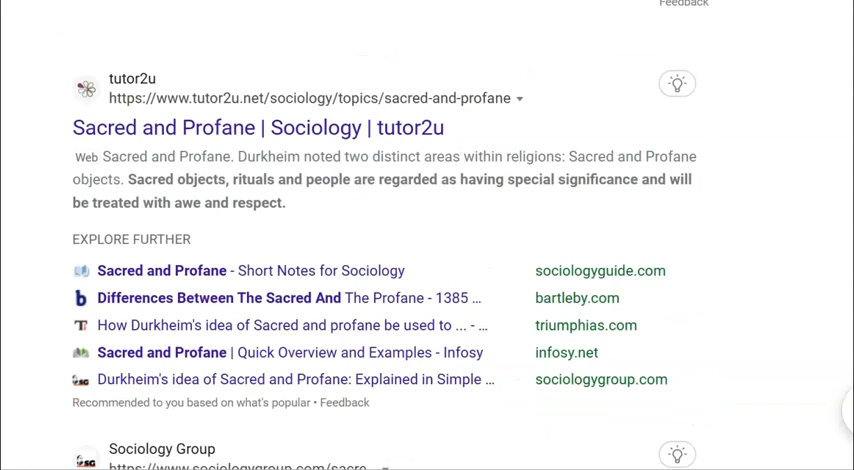 Feedback
tutor2u
https://www.tutor2u.net/sociology/topics/sacred-and-profane
Sacred and Profane | Sociology | tutor2u
Web Sacred and Profane. Durkheim noted two distinct areas within religions: Sacred and Profane
objects. Sacred objects, rituals and people are regarded as having special significance and will
be treated with awe and respect.
EXPLORE FURTHER
Sacred and Profane - Short Notes for Sociology sociologyguide.com
Differences Between The Sacred And The Profane - 1385 ... bartleby.com
How Durkheim's idea of Sacred and profane be used to ... - ... triumphias.com
Sacred and Profane | Quick Overview and Examples - Infosy infosy.net
Durkheim's idea of Sacred and Profane: Explained in Simple ... sociologygroup.com
Recommended to you based on what's popular • Feedback
Sociology Group
https://www.sociologygroup.com/sacre...